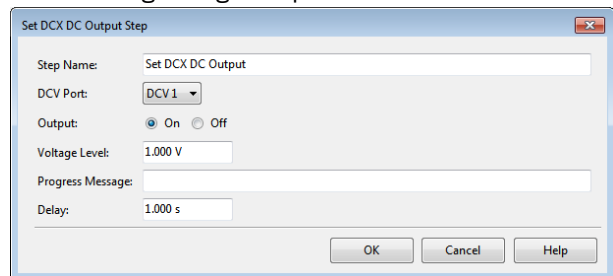 Set DCX DC Output Step
Step Name: Set DCX DC Output
DCV Port: DCV 1
Output: On Off
Voltage Level: 1.000 V
Progress Message:
Delay: 1.000 s
OK Cancel Help